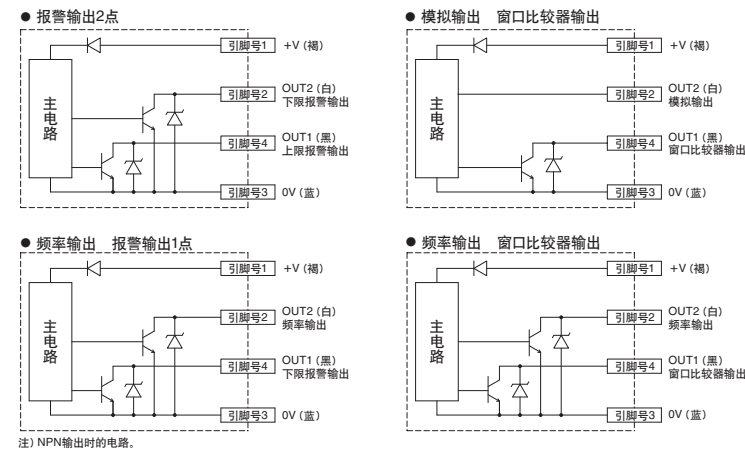 ● 报警输出2点
主电路
引脚号1 +V (褐)
引脚号2 OUT2 (白)
下限报警输出
引脚号4 OUT1 (黑)
上限报警输出
引脚号3 0V (蓝)
● 模拟输出 窗口比较器输出
主电路
引脚号1 +V (褐)
引脚号2 OUT2 (白)
模拟输出
引脚号4 OUT1 (黑)
窗口比较器输出
引脚号3 0V (蓝)
● 频率输出 报警输出1点
主电路
引脚号1 +V (褐)
引脚号2 OUT2 (白)
频率输出
引脚号4 OUT1 (黑)
下限报警输出
引脚号3 0V (蓝)
● 频率输出 窗口比较器输出
主电路
引脚号1 +V (褐)
引脚号2 OUT2 (白)
频率输出
引脚号4 OUT1 (黑)
窗口比较器输出
引脚号3 0V (蓝)
注) NPN输出时的电路。